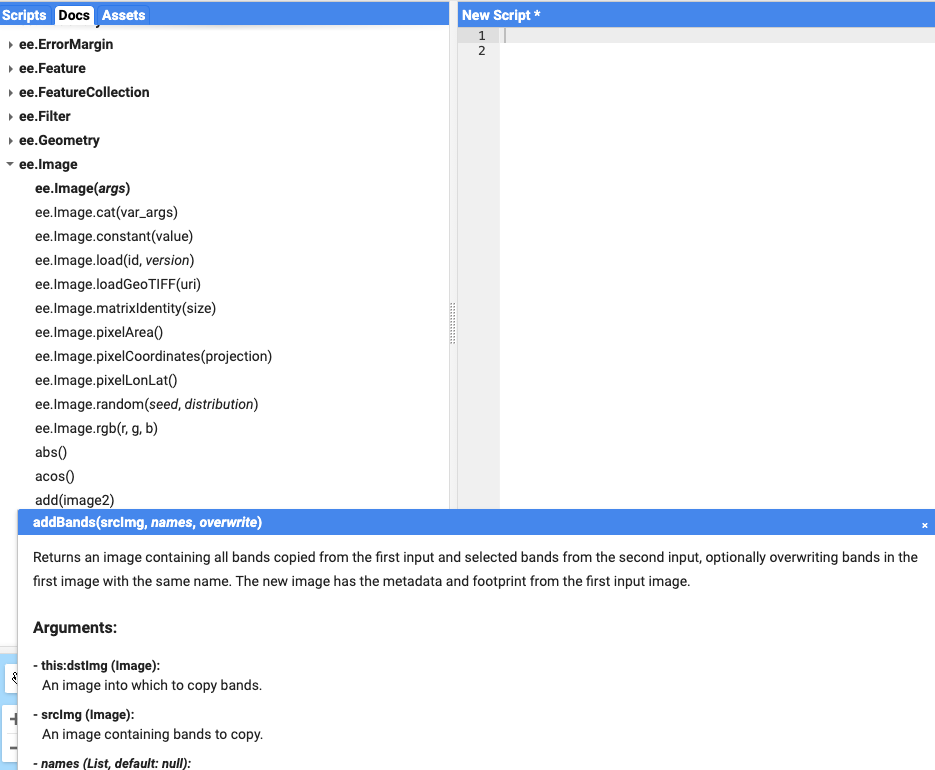 Scripts Docs Assets
ee.ErrorMargin
ee.Feature
ee.FeatureCollection
ee.Filter
ee.Geometry
ee.Image
ee.Image(args)
ee.Image.cat(var_args)
ee.Image.constant(value)
ee.Image.load(id, version)
ee.Image.loadGeoTIFF(uri)
ee.Image.matrixIdentity(size)
ee.Image.pixelArea()
ee.Image.pixelCoordinates(projection)
ee.Image.pixelLonLat()
ee.Image.random(seed, distribution)
ee.Image.rgb(r, g, b)
abs()
acos()
add(image2)
New Script *
1
2
addBands(srcImg, names, overwrite)
Returns an image containing all bands copied from the first input and selected bands from the second input, optionally overwriting bands in the
first image with the same name. The new image has the metadata and footprint from the first input image.
Arguments:
- this:dstImg (Image):
An image into which to copy bands.
- srcImg (Image):
An image containing bands to copy.
- names (List, default: null):